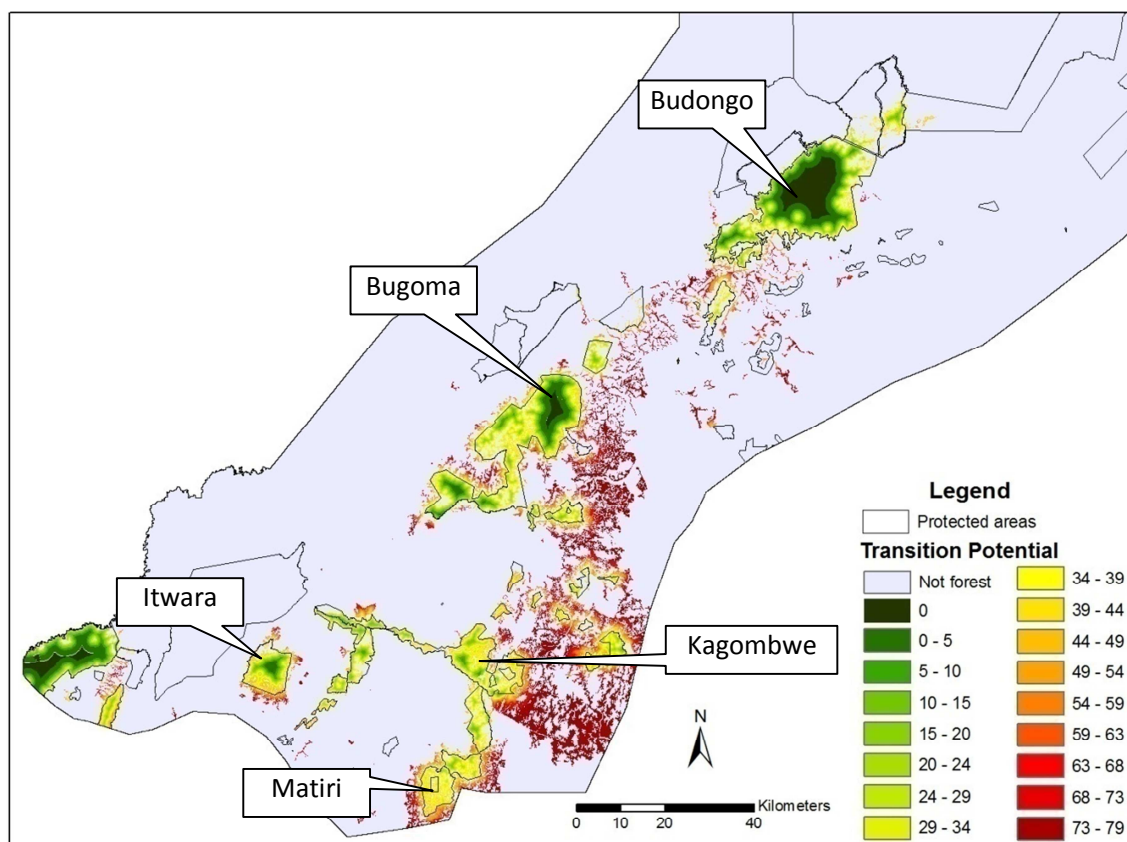 Budongo
Bugoma
Itwara
Kagombwe
Matiri
N
Kilometers
0 10 20 40
Legend
Protected areas
Transition Potential
Not forest
0
0 - 5
5 - 10
10 - 15
15 - 20
20 - 24
24 - 29
29 - 34
34 - 39
39 - 44
44 - 49
49 - 54
54 - 59
59 - 63
63 - 68
68 - 73
73 - 79